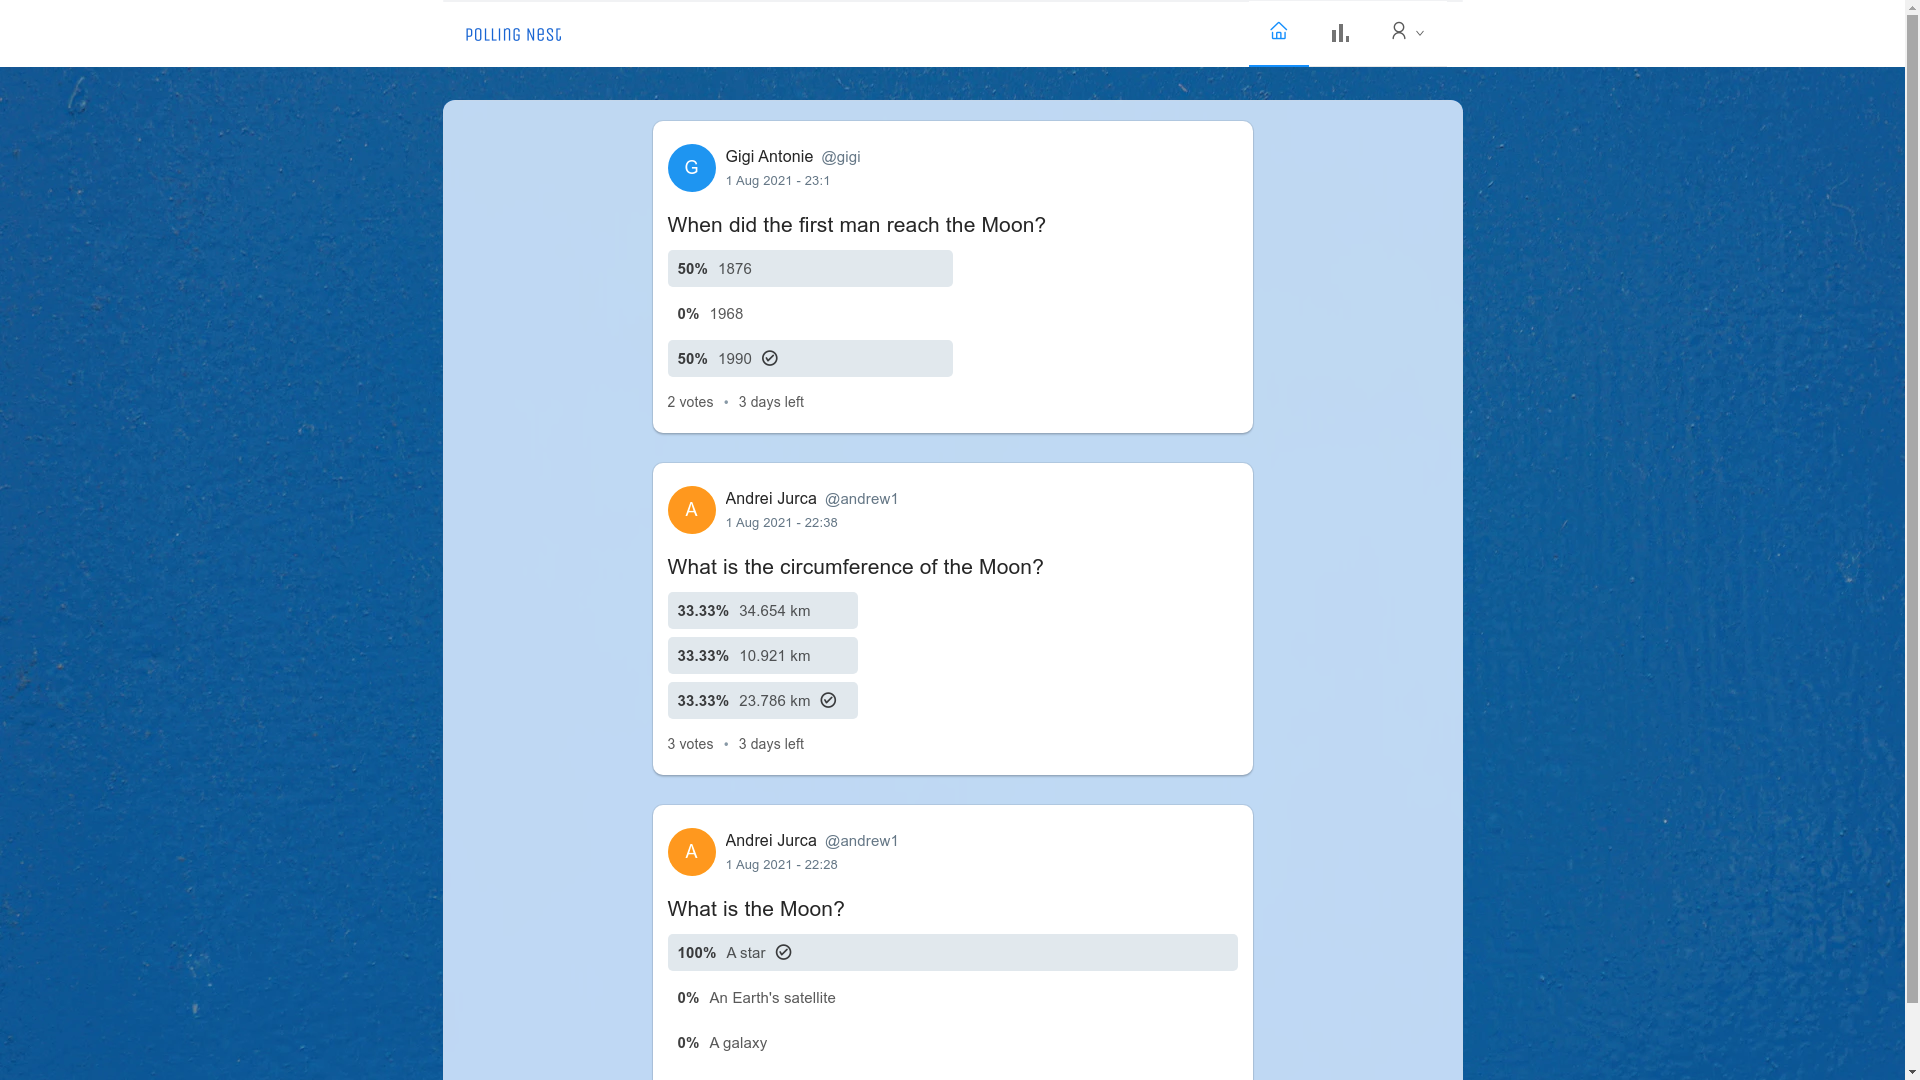 POLLING NEST
G
Gigi Antonie @gigi
1 Aug 2021 - 23:1
When did the first man reach the Moon?
50% 1876
0% 1968
50% 1990
2 votes • 3 days left
A
Andrei Jurca @andrew1
1 Aug 2021 - 22:38
What is the circumference of the Moon?
33.33% 34.654 km
33.33% 10.921 km
33.33% 23.786 km
3 votes • 3 days left
A
Andrei Jurca @andrew1
1 Aug 2021 - 22:28
What is the Moon?
100% A star
0% An Earth's satellite
0% A galaxy